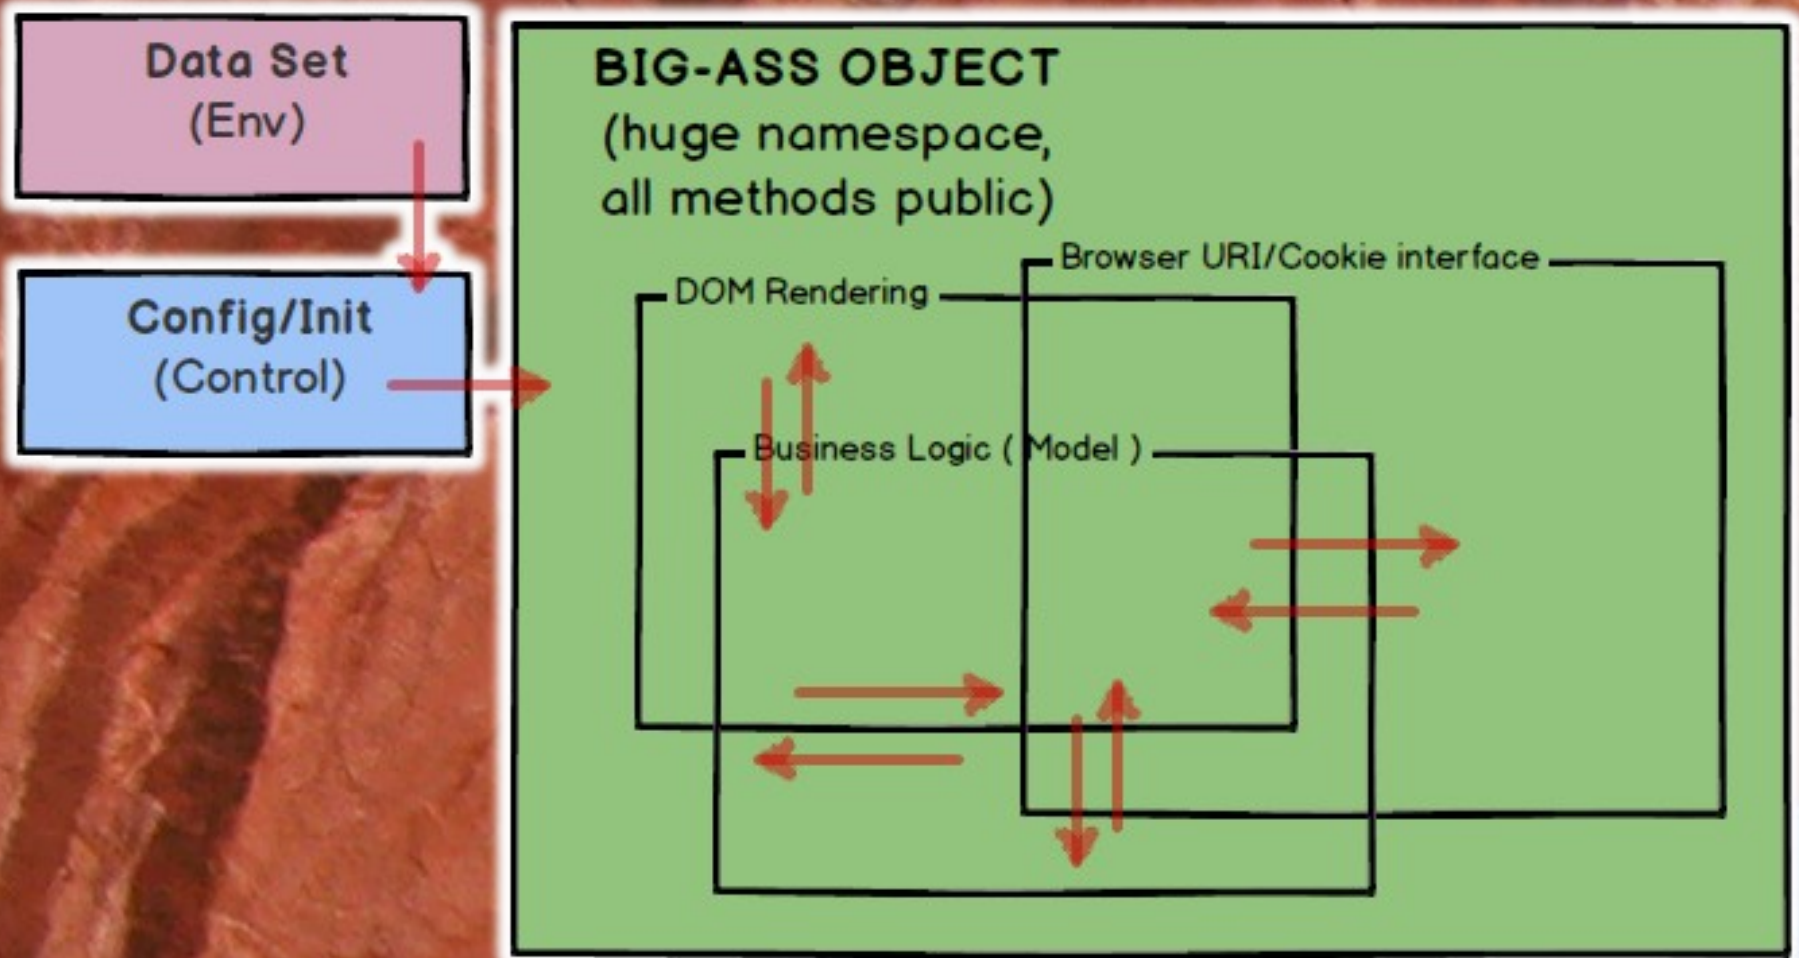 Data Set
(Env)
Config/Init
(Control)
BIG-ASS OBJECT
(huge namespace,
all methods public)
Browser URI/Cookie interface
DOM Rendering
Business Logic ( Model )